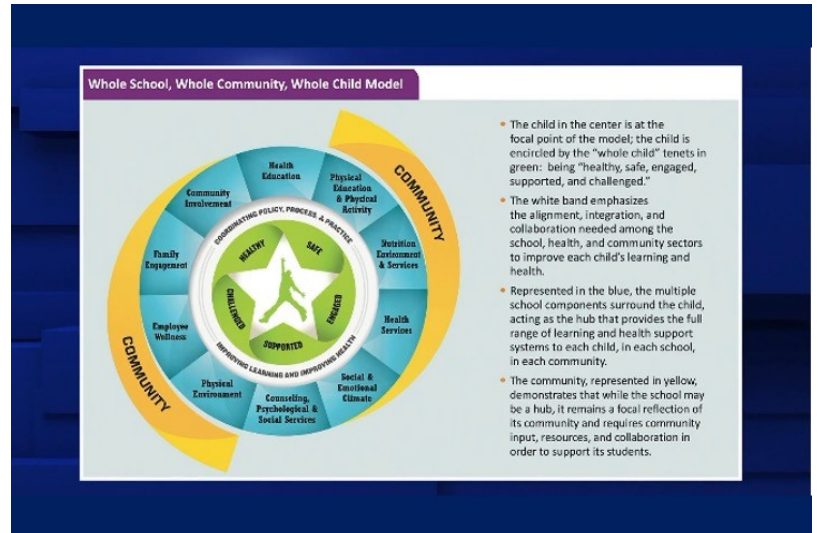 Whole School, Whole Community, Whole Child Model
COMMUNITY
Health
Education
Physical
Education
& Physical
Activity
Nutrition
Environment
& Services
Health
Services
Social &
Emotional
Climate
Counseling,
Psychological &
Social Services
Physical
Environment
Employee
Wellness
Family
Engagement
Community
Involvement
COORDINATING POLICY, PROCESS & PRACTICE
IMPROVING LEARNING AND IMPROVING HEALTH
HEALTHY
SAFE
ENGAGED
SUPPORTED
CHALLENGED
COMMUNITY
• The child in the center is at the
focal point of the model; the child is
encircled by the “whole child” tenets in
green: being “healthy, safe, engaged,
supported, and challenged.”
• The white band emphasizes
the alignment, integration, and
collaboration needed among the
school, health, and community sectors
to improve each child's learning and
health.
• Represented in the blue, the multiple
school components surround the child,
acting as the hub that provides the full
range of learning and health support
systems to each child, in each school,
in each community.
• The community, represented in yellow,
demonstrates that while the school may
be a hub, it remains a focal reflection of
its community and requires community
input, resources, and collaboration in
order to support its students.